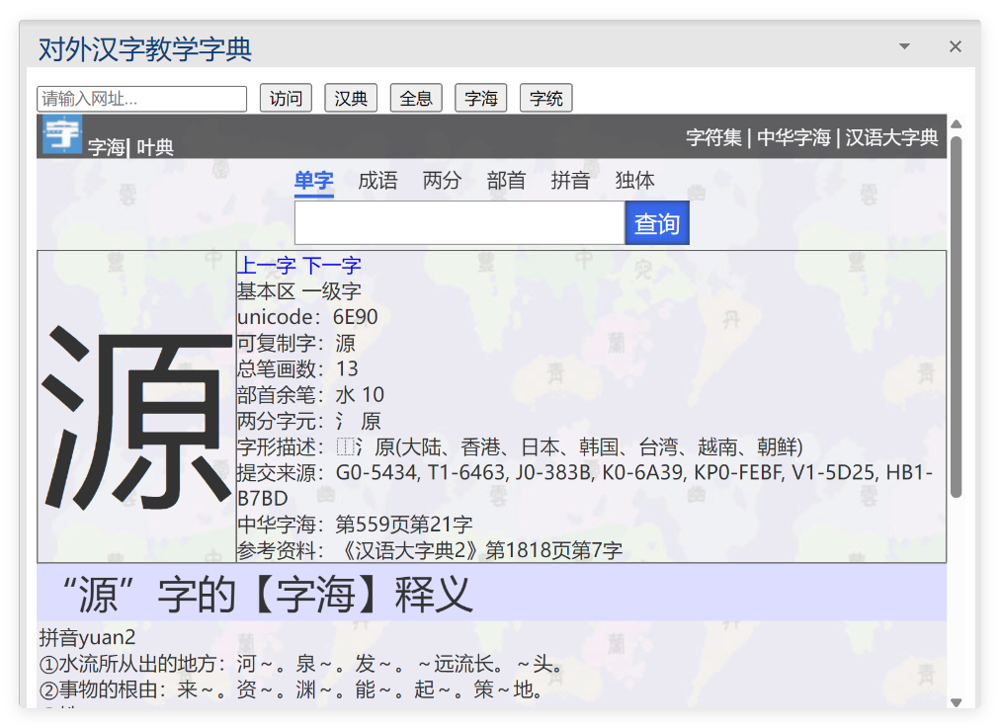 对外汉字教学字典
请输入网址... 访问 汉典 全息 字海 字统
字 字海| 叶典 字符集 | 中华字海 | 汉语大字典
单字 成语 两分 部首 拼音 独体
查询
源
上一字 下一字
基本区 一级字
unicode：6E90
可复制字：源
总笔画数：13
部首余笔：水 10
两分字元：氵 原
字形描述：⿰氵原(大陆、香港、日本、韩国、台湾、越南、朝鲜)
提交来源：G0-5434, T1-6463, J0-383B, K0-6A39, KP0-FEBF, V1-5D25, HB1-
B7BD
中华字海：第559页第21字
参考资料：《汉语大字典2》第1818页第7字
“源”字的【字海】释义
拼音yuan2
①水流所从出的地方：河～。泉～。发～。～远流长。～头。
②事物的根由：来～。资～。渊～。能～。起～。策～地。